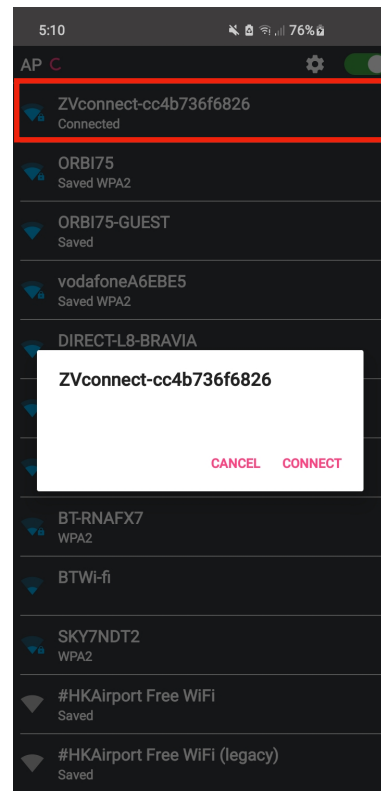 5:10 76%
AP C
ZVconnect-cc4b736f6826
Connected
ORBI75
Saved WPA2
ORBI75-GUEST
Saved
vodafoneA6EBE5
Saved WPA2
DIRECT-L8-BRAVIA
ZVconnect-cc4b736f6826
CANCEL CONNECT
BT-RNAFX7
WPA2
BTWi-fi
SKY7NDT2
WPA2
#HKAirport Free WiFi
Saved
#HKAirport Free WiFi (legacy)
Saved